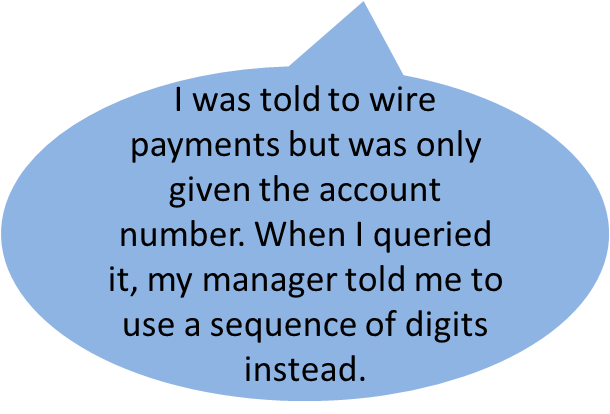 I was told to wire
payments but was only
given the account
number. When I queried
it, my manager told me to
use a sequence of digits
instead.